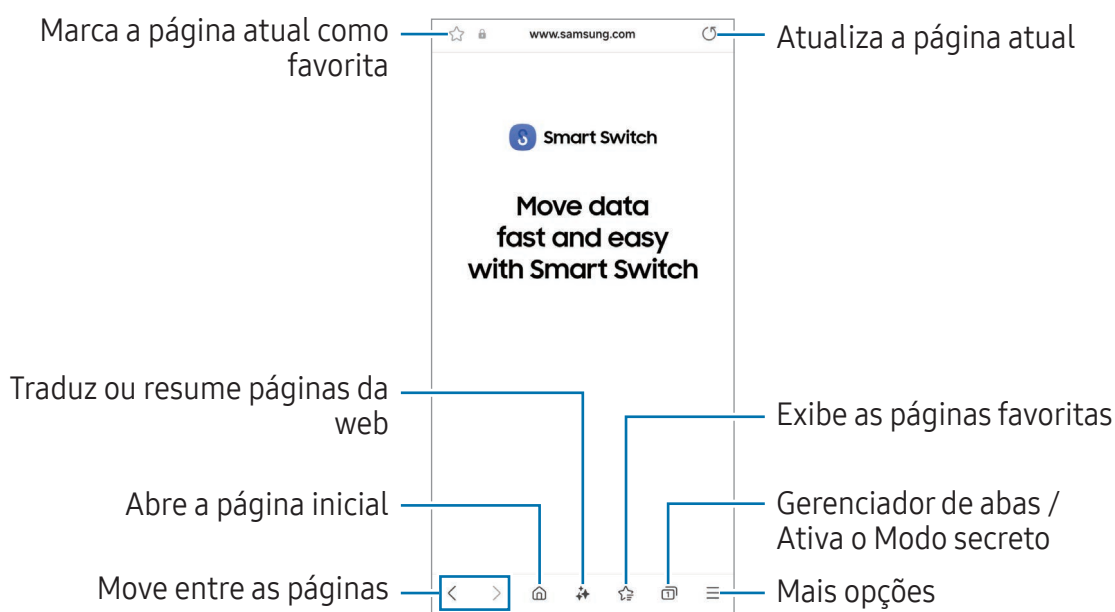 Marca a página atual como
favorita
www.samsung.com
Atualiza a página atual
Smart Switch
Move data
fast and easy
with Smart Switch
Traduz ou resume páginas da
web
Exibe as páginas favoritas
Abre a página inicial
Gerenciador de abas /
Ativa o Modo secreto
Move entre as páginas
1
Mais opções